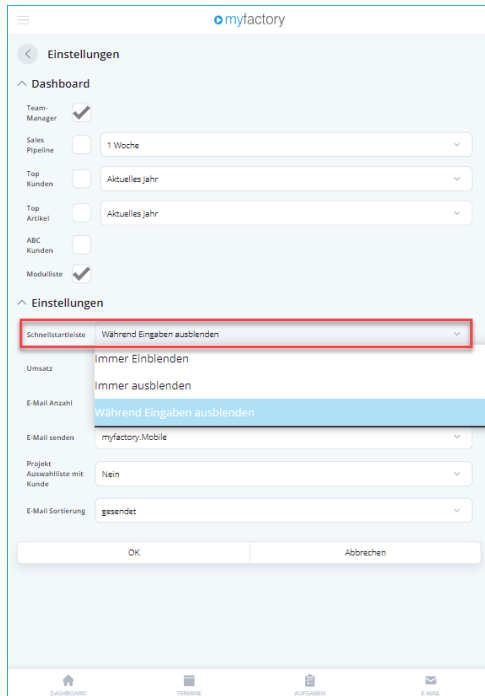 myfactory
Einstellungen
Dashboard
Team-
Manager
Sales
Pipeline
1 Woche
Top
Kunden
Aktuelles Jahr
Top
Artikel
Aktuelles Jahr
ABC
Kunden
Modulliste
Einstellungen
Schnellstartleiste
Während Eingaben ausblenden
Immer Einblenden
Umsatz
Immer ausblenden
E-Mail Anzahl
Während Eingaben ausblenden
E-Mail senden
myfactory.Mobile
Projekt
Auswahlliste mit
Kunde
Nein
E-Mail Sortierung
gesendet
OK
Abbrechen
DASHBOARD
TERMINE
AUFGABEN
E-MAIL